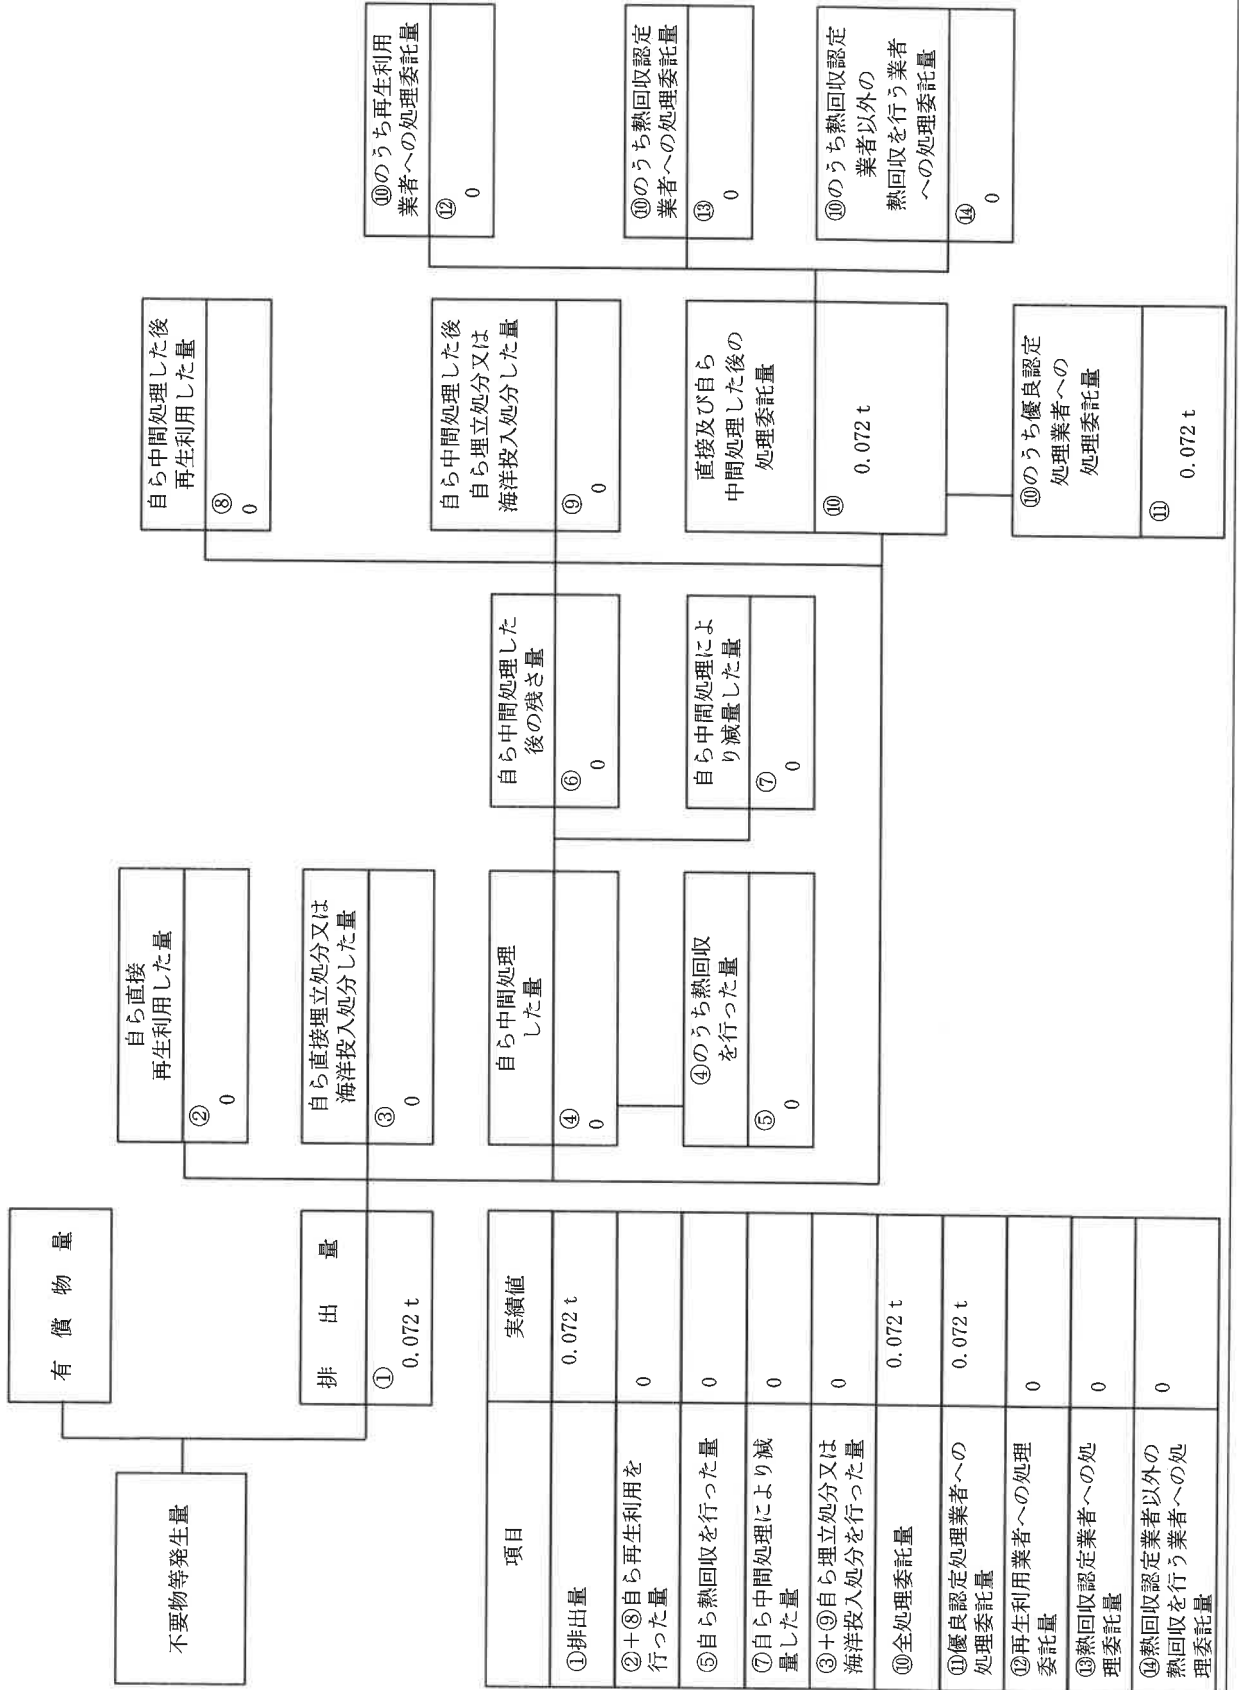 不要物等発生量
有償物量
排出量
①
0.072 t
自ら直接
再生利用した量
②
0
自ら直接埋立処分又は
海洋投入処分した量
③
0
自ら中間処理
した量
④
0
④のうち熱回収
を行った量
⑤
0
自ら中間処理した
後の残さ量
⑥
0
自ら中間処理によ
り減量した量
⑦
0
自ら中間処理した後
再生利用した量
⑧
0
自ら中間処理した後
自ら埋立処分又は
海洋投入処分した量
⑨
0
直接及び自ら
中間処理した後の
処理委託量
⑩
0.072 t
⑩のうち優良認定
処理業者への
処理委託量
⑪
0.072 t
⑩のうち再生利用
業者への処理委託量
⑫
0
⑩のうち熱回収認定
業者への処理委託量
⑬
0
⑩のうち熱回収認定
業者以外の
熱回収を行う業者
への処理委託量
⑭
0
項目
実績値
①排出量
0.072 t
②+⑧自ら再生利用を
行った量
0
⑤自ら熱回収を行った量
0
⑦自ら中間処理により減
量した量
0
③+⑨自ら埋立処分又は
海洋投入処分を行った量
0
⑩全処理委託量
0.072 t
⑪優良認定処理業者への
処理委託量
0.072 t
⑫再生利用業者への処理
委託量
0
⑬熱回収認定業者への処
理委託量
0
⑭熱回収認定業者以外の
熱回収を行う業者への処
理委託量
0